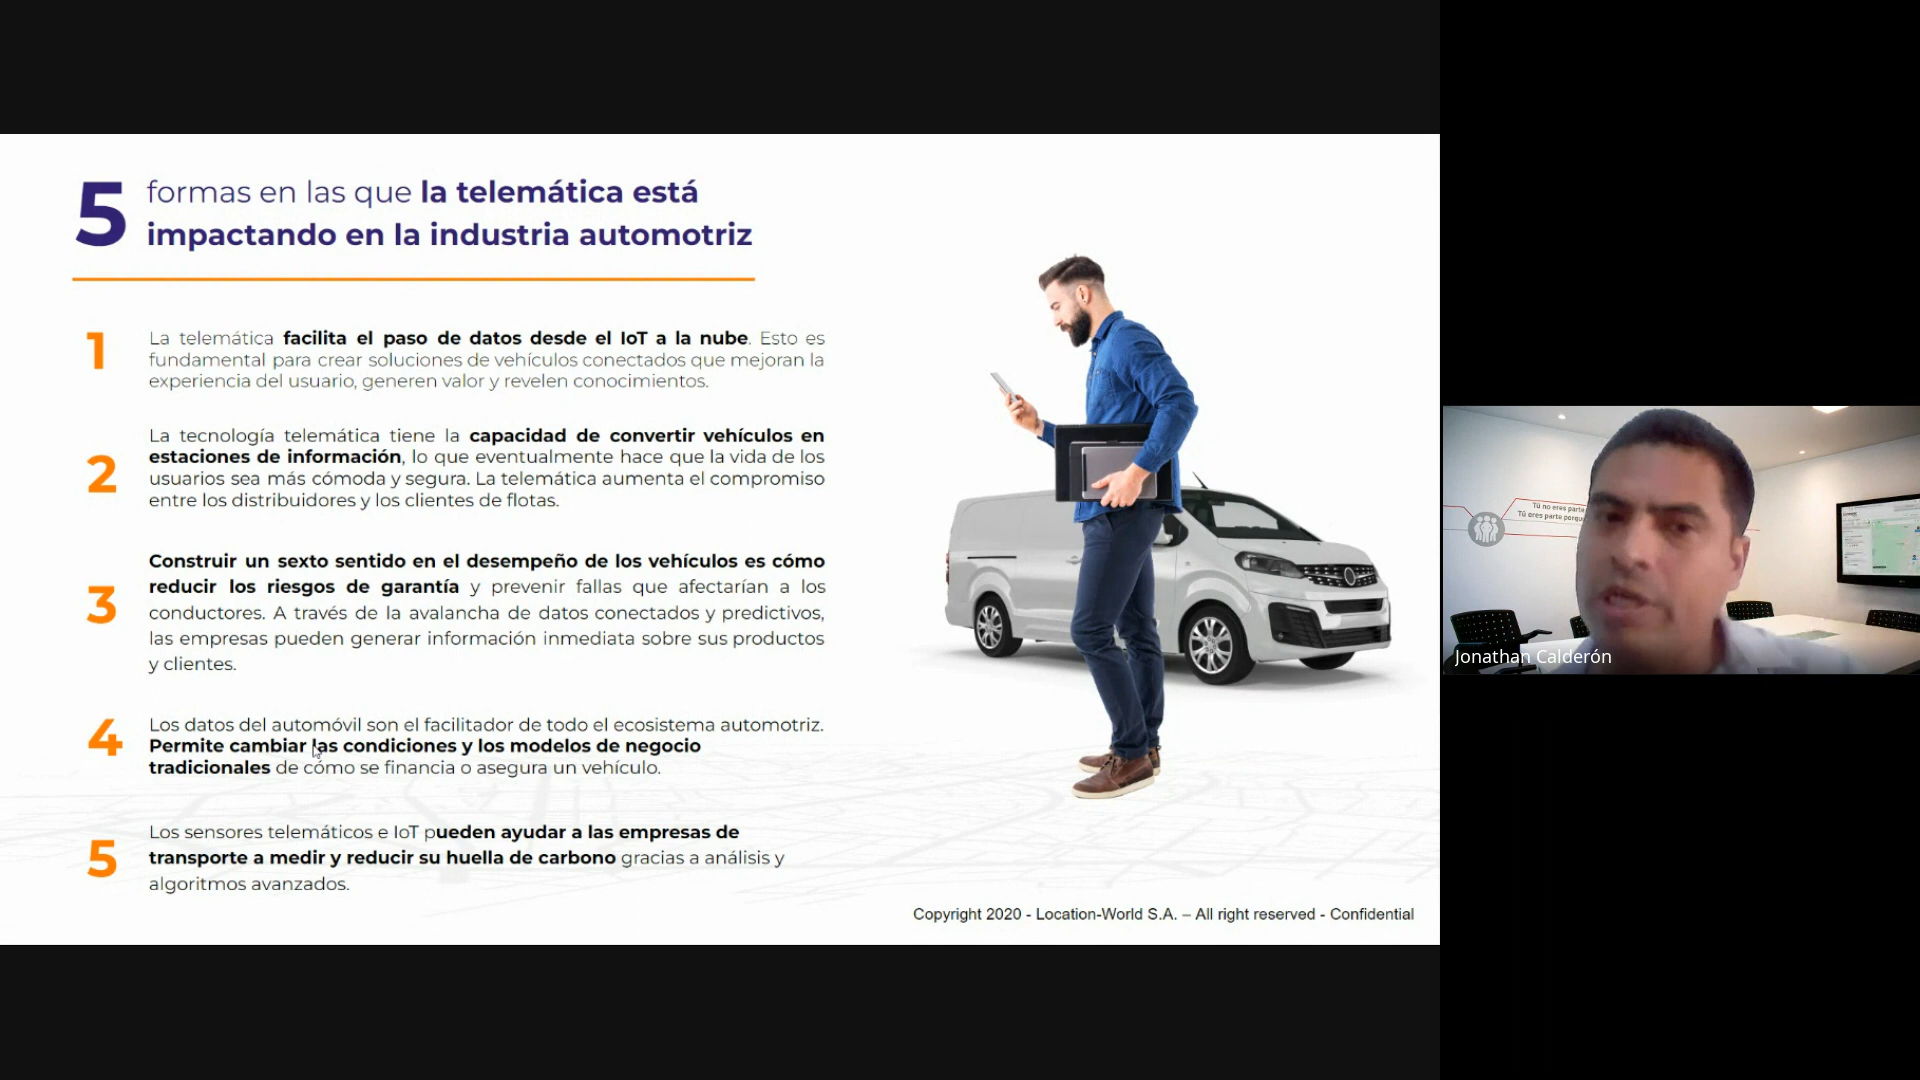 5 formas en las que la telemática está
impactando en la industria automotriz
1
La telemática facilita el paso de datos desde el IoT a la nube. Esto es
fundamental para crear soluciones de vehículos conectados que mejoran la
experiencia del usuario, generen valor y revelen conocimientos.
2
La tecnología telemática tiene la capacidad de convertir vehículos en
estaciones de información, lo que eventualmente hace que la vida de los
usuarios sea más cómoda y segura. La telemática aumenta el compromiso
entre los distribuidores y los clientes de flotas.
3
Construir un sexto sentido en el desempeño de los vehículos es cómo
reducir los riesgos de garantía y prevenir fallas que afectarían a los
conductores. A través de la avalancha de datos conectados y predictivos,
las empresas pueden generar información inmediata sobre sus productos
y clientes.
4
Los datos del automóvil son el facilitador de todo el ecosistema automotriz.
Permite cambiar las condiciones y los modelos de negocio
tradicionales de cómo se financia o asegura un vehículo.
5
Los sensores telemáticos e IoT pueden ayudar a las empresas de
transporte a medir y reducir su huella de carbono gracias a análisis y
algoritmos avanzados.
Copyright 2020 - Location-World S.A. – All right reserved - Confidential
Tú no eres parte
Tú eres parte porque
Jonathan Calderón